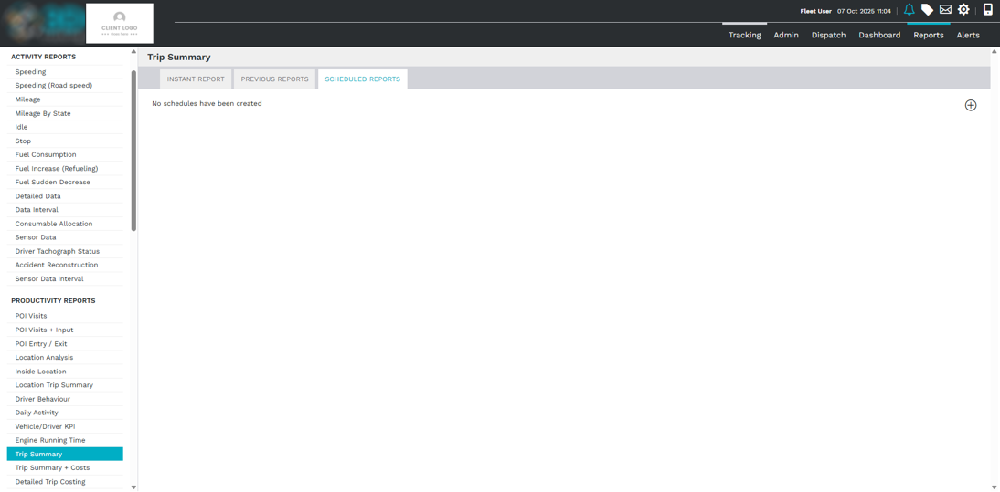 CLIENT LOGO
Fleet User 07 Oct 2025 11:04
Tracking Admin Dispatch Dashboard Reports Alerts
ACTIVITY REPORTS
Speeding
Speeding (Road speed)
Mileage
Mileage By State
Idle
Stop
Fuel Consumption
Fuel Increase (Refueling)
Fuel Sudden Decrease
Detailed Data
Data Interval
Consumable Allocation
Sensor Data
Driver Tachograph Status
Accident Reconstruction
Sensor Data Interval
PRODUCTIVITY REPORTS
POI Visits
POI Visits + Input
POI Entry / Exit
Location Analysis
Inside Location
Location Trip Summary
Driver Behaviour
Daily Activity
Vehicle/Driver KPI
Engine Running Time
Trip Summary
Trip Summary + Costs
Detailed Trip Costing
Trip Summary
INSTANT REPORT PREVIOUS REPORTS SCHEDULED REPORTS
No schedules have been created